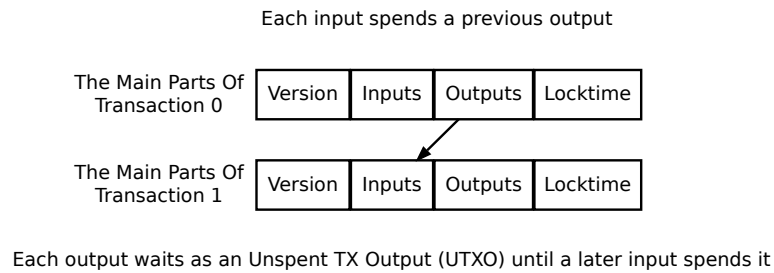 Each input spends a previous output
The Main Parts Of
Transaction 0
Version Inputs Outputs Locktime
The Main Parts Of
Transaction 1
Version Inputs Outputs Locktime
Each output waits as an Unspent TX Output (UTXO) until a later input spends it